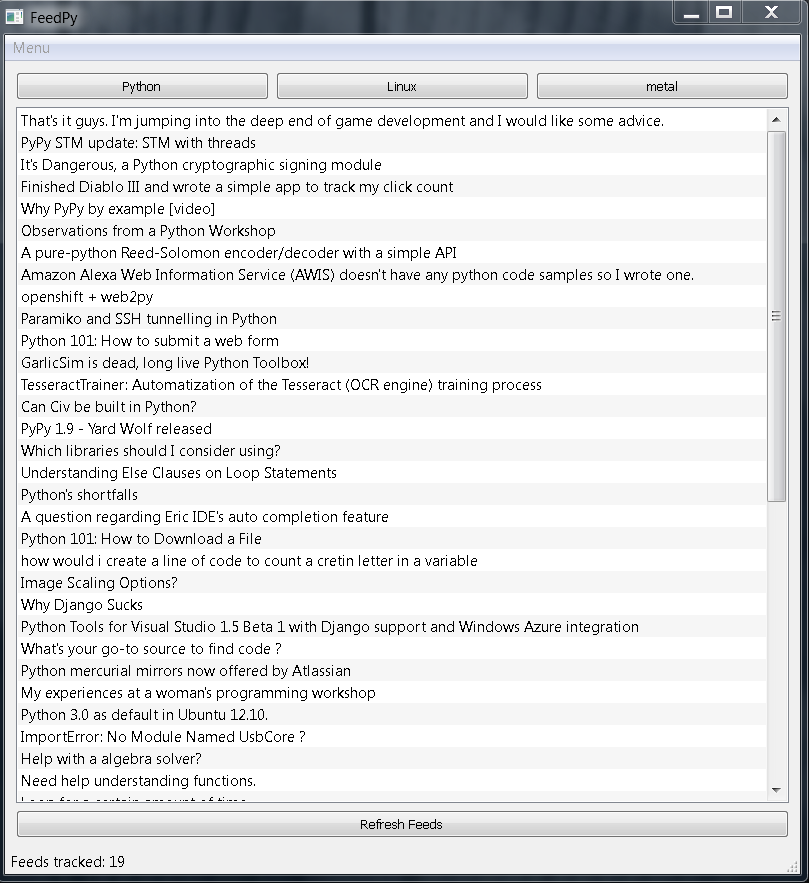 FeedPy
Menu
Python
Linux
metal
That's it guys. I'm jumping into the deep end of game development and I would like some advice.
PyPy STM update: STM with threads
It's Dangerous, a Python cryptographic signing module
Finished Diablo III and wrote a simple app to track my click count
Why PyPy by example [video]
Observations from a Python Workshop
A pure-python Reed-Solomon encoder/decoder with a simple API
Amazon Alexa Web Information Service (AWIS) doesn't have any python code samples so I wrote one.
openshift + web2py
Paramiko and SSH tunnelling in Python
Python 101: How to submit a web form
GarlicSim is dead, long live Python Toolbox!
TesseractTrainer: Automatization of the Tesseract (OCR engine) training process
Can Civ be built in Python?
PyPy 1.9 - Yard Wolf released
Which libraries should I consider using?
Understanding Else Clauses on Loop Statements
Python's shortfalls
A question regarding Eric IDE's auto completion feature
Python 101: How to Download a File
how would i create a line of code to count a cretin letter in a variable
Image Scaling Options?
Why Django Sucks
Python Tools for Visual Studio 1.5 Beta 1 with Django support and Windows Azure integration
What's your go-to source to find code ?
Python mercurial mirrors now offered by Atlassian
My experiences at a woman's programming workshop
Python 3.0 as default in Ubuntu 12.10.
ImportError: No Module Named UsbCore ?
Help with a algebra solver?
Need help understanding functions.
Loop for a certain amount of time
Refresh Feeds
Feeds tracked: 19